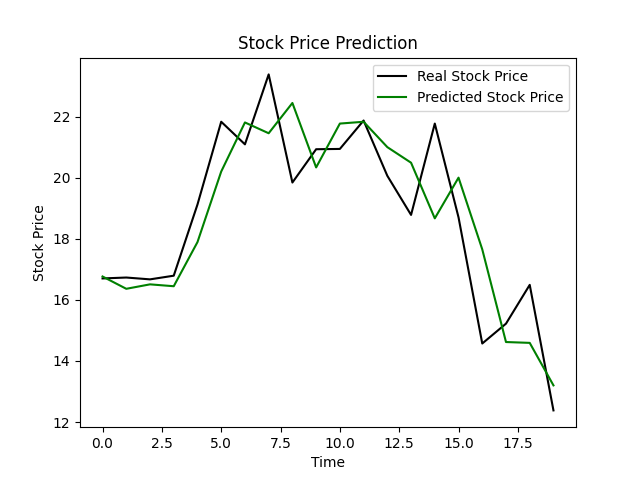 Stock Price Prediction
Real Stock Price
Predicted Stock Price
22
20
18
16
14
12
Stock Price
0.0 2.5 5.0 7.5 10.0 12.5 15.0 17.5
Time